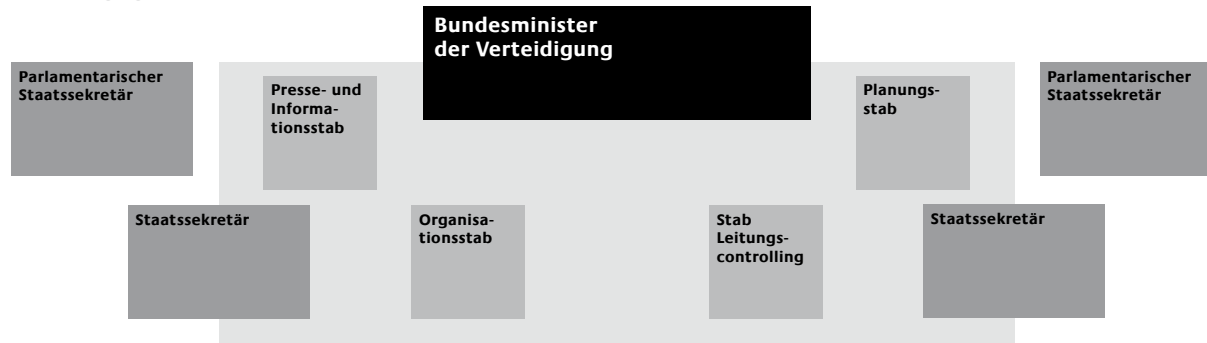 Bundesminister
der Verteidigung
Parlamentarischer
Staatssekretär
Presse- und
Informa-
tionsstab
Planungs-
stab
Parlamentarischer
Staatssekretär
Staatssekretär
Organisa-
tionsstab
Stab
Leitungs-
controlling
Staatssekretär